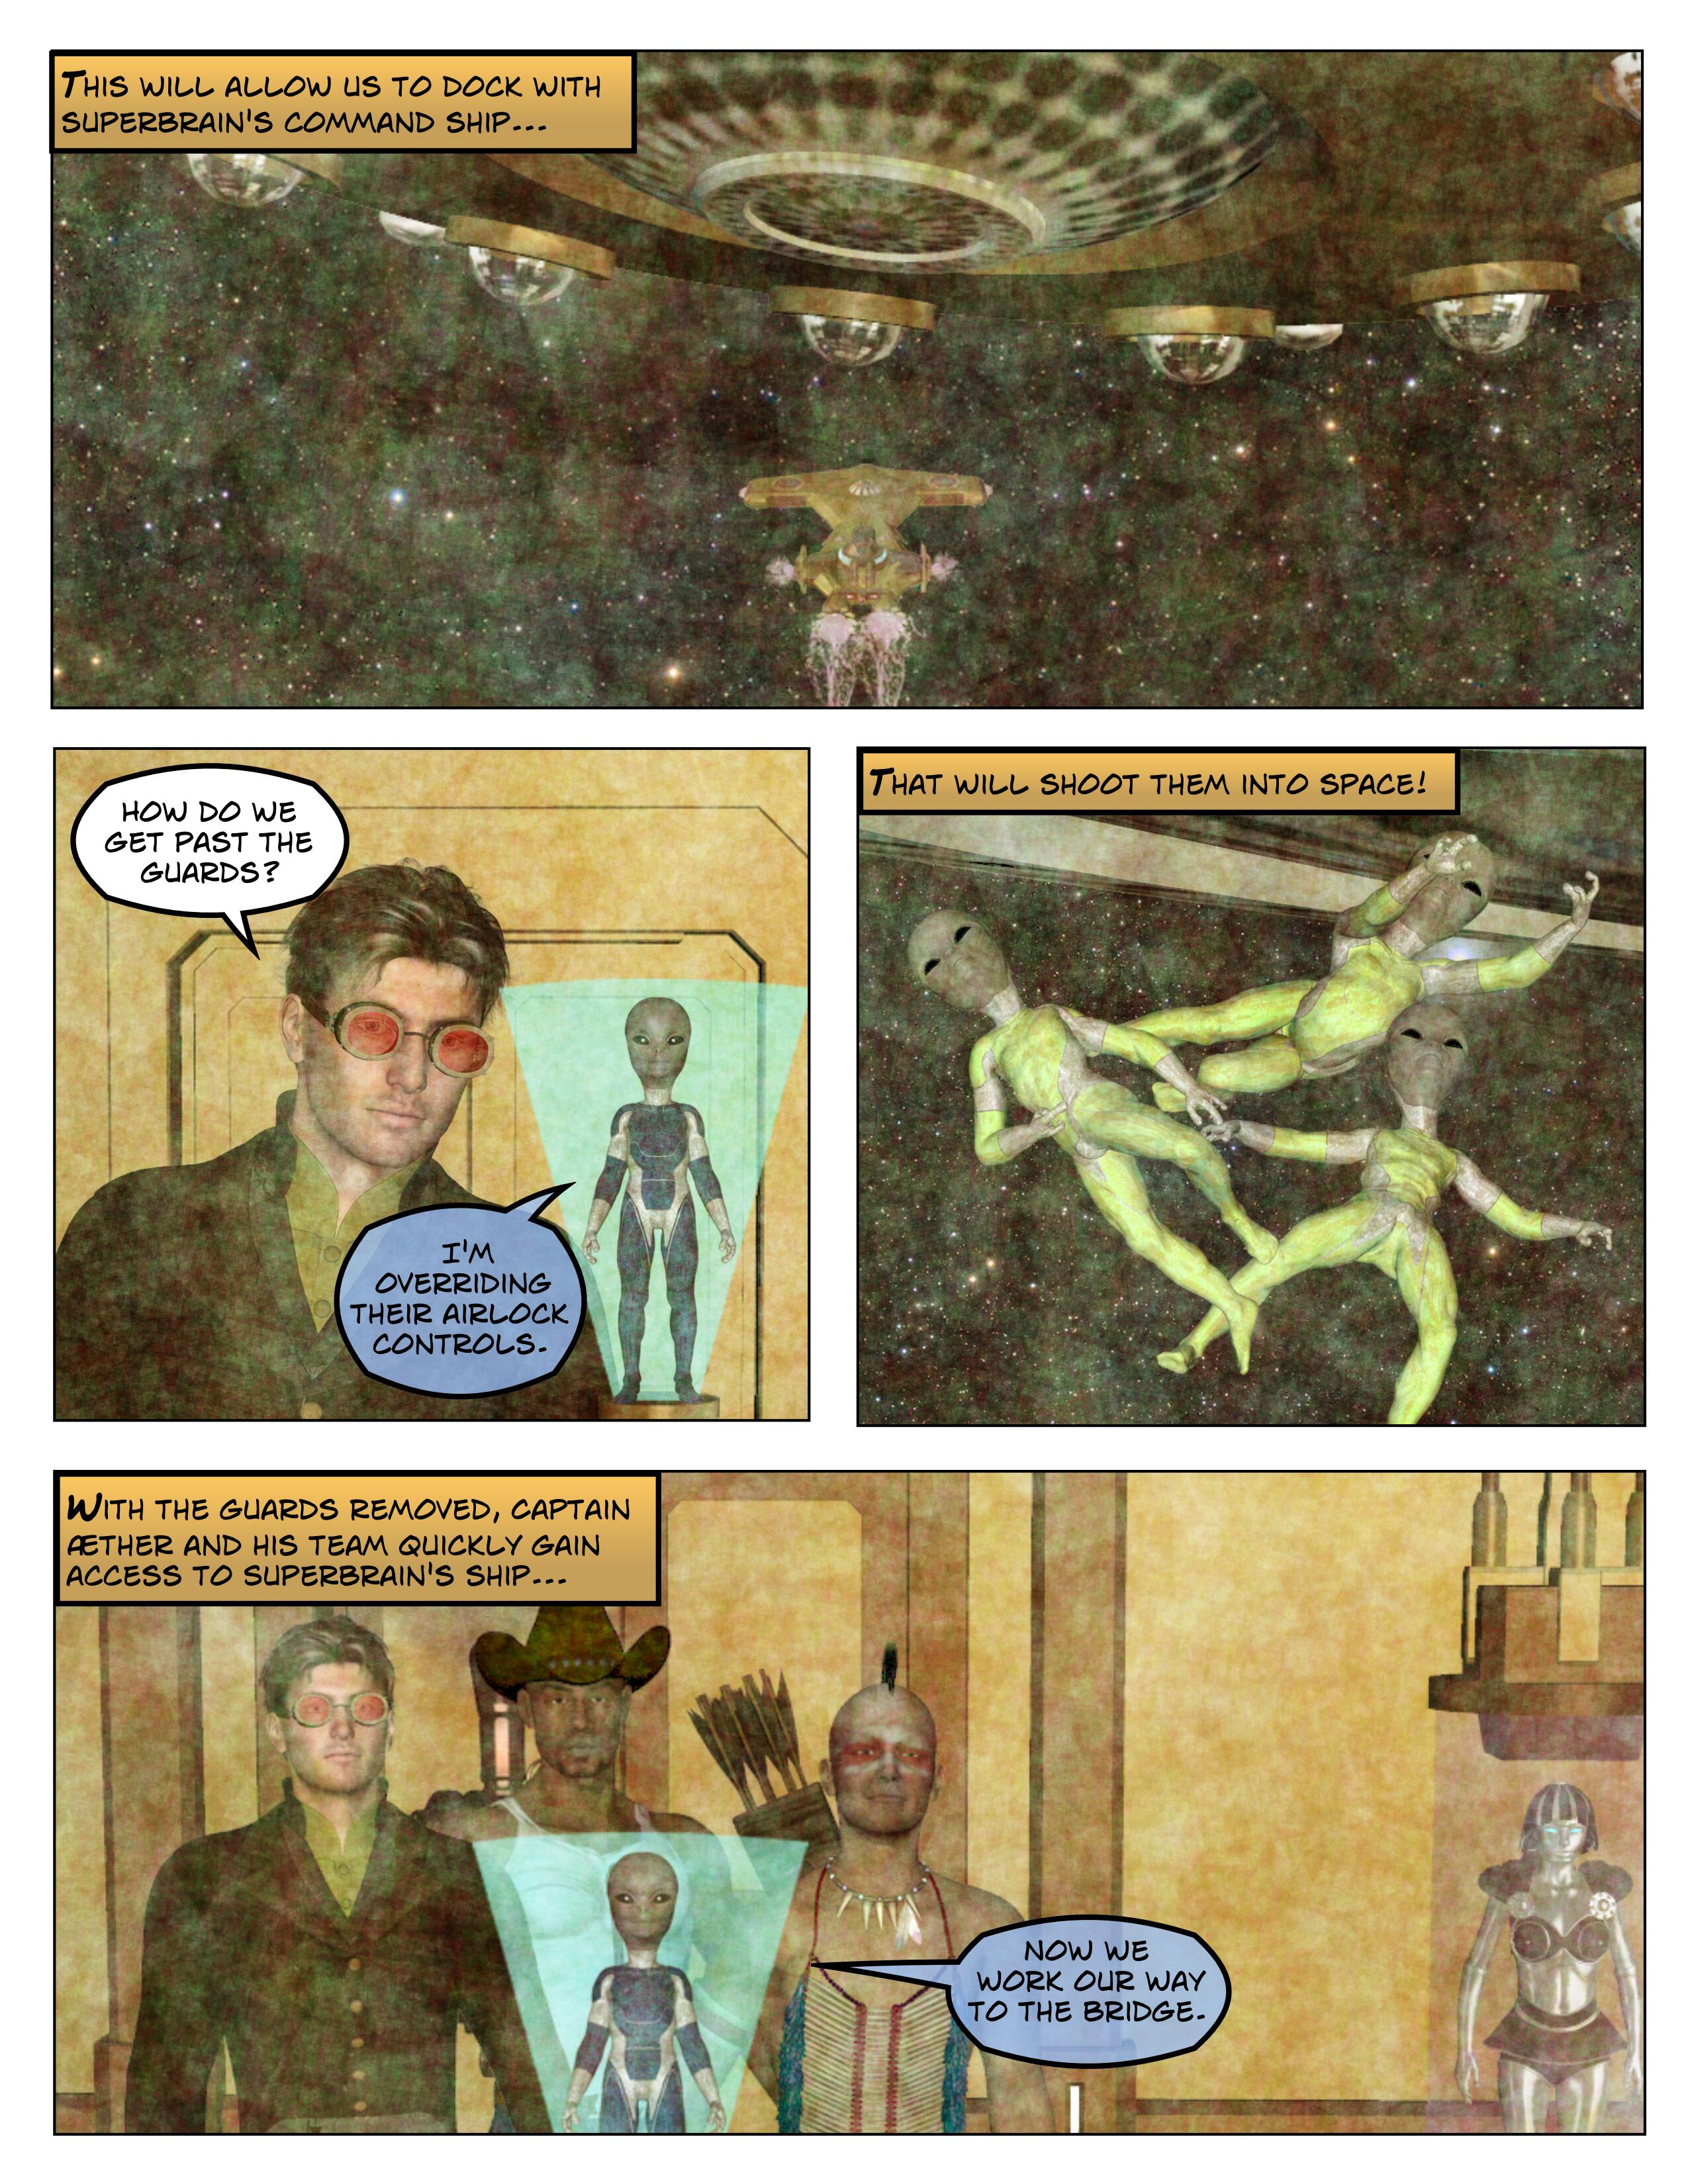 THIS WILL ALLOW US TO DOCK WITH
SUPERBRAIN'S COMMAND SHIP...
HOW DO WE
GET PAST THE
GUARDS?
I'M
OVERRIDING
THEIR AIRLOCK
CONTROLS.
THAT WILL SHOOT THEM INTO SPACE!
WITH THE GUARDS REMOVED, CAPTAIN
ÆTHER AND HIS TEAM QUICKLY GAIN
ACCESS TO SUPERBRAIN'S SHIP...
NOW WE
WORK OUR WAY
TO THE BRIDGE.